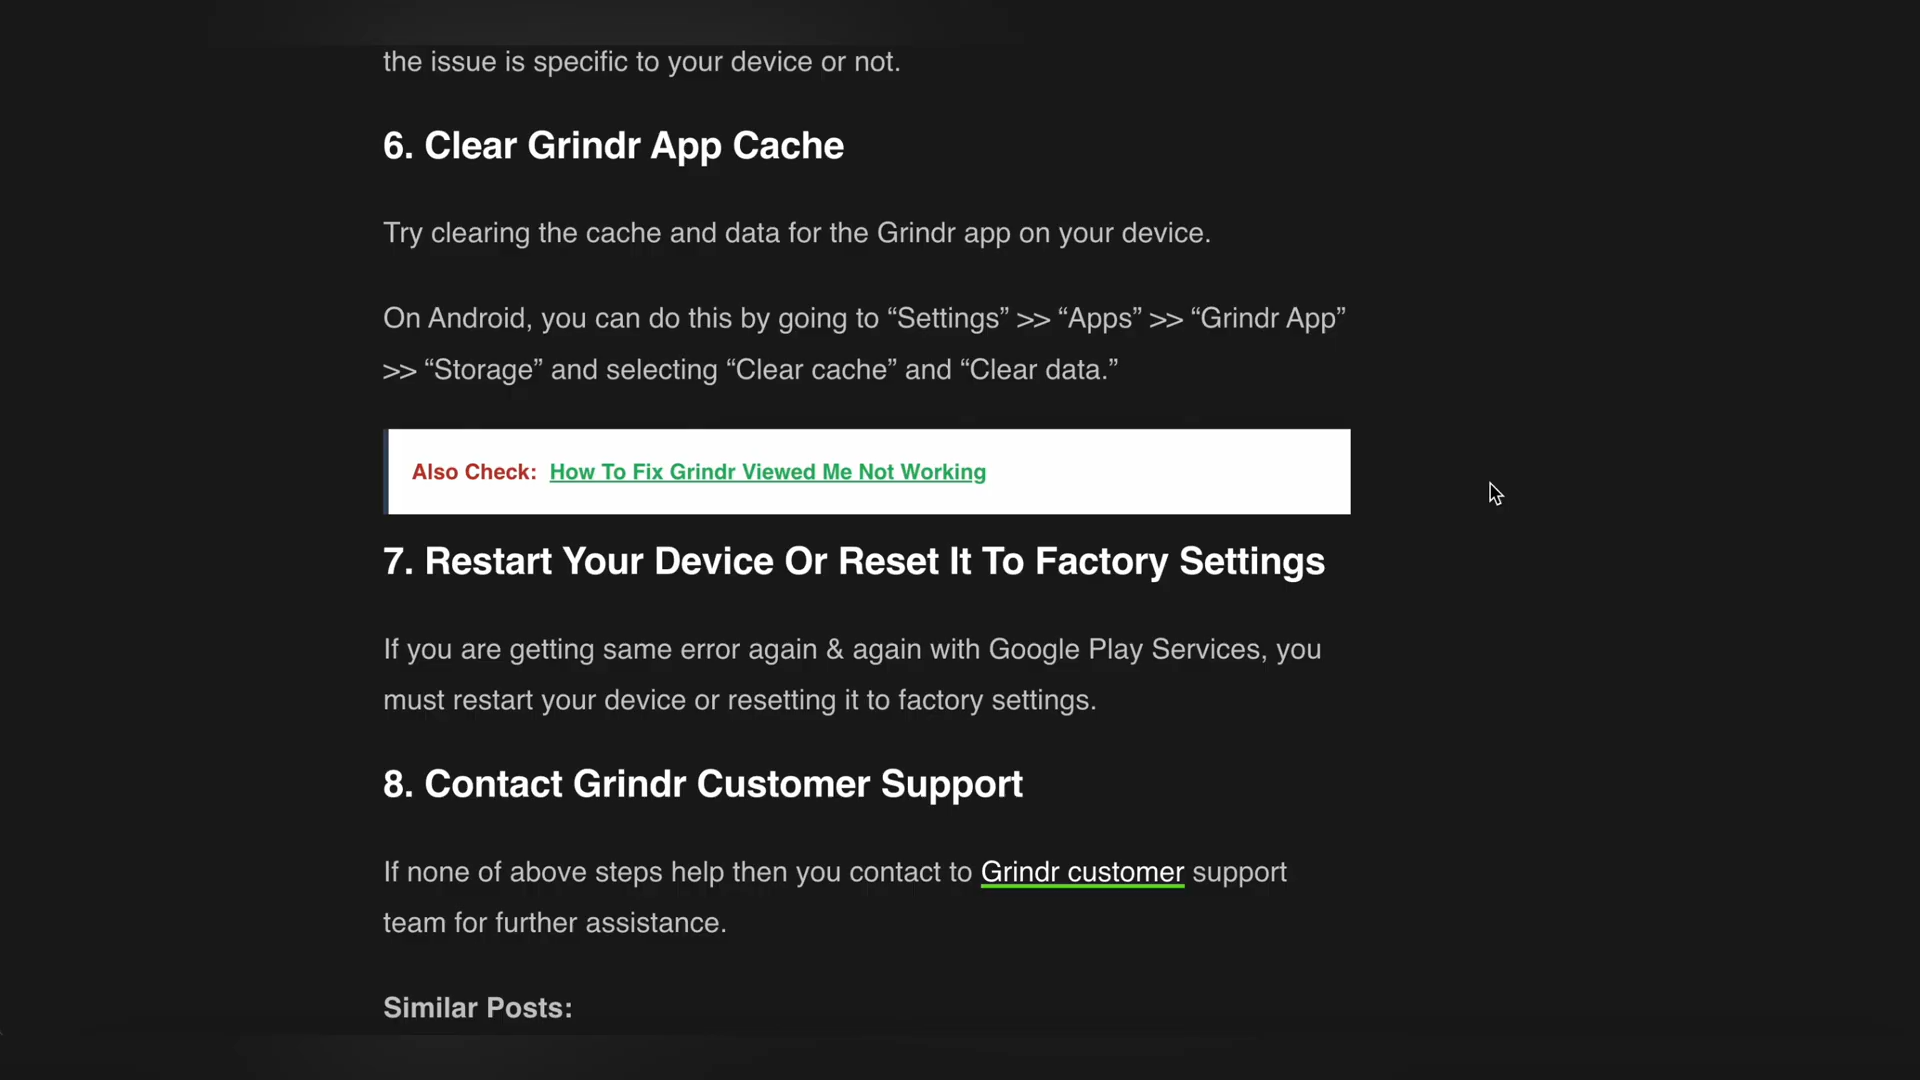 the issue is specific to your device or not.
6. Clear Grindr App Cache
Try clearing the cache and data for the Grindr app on your device.
On Android, you can do this by going to “Settings” >> “Apps” >> “Grindr App”
>> “Storage” and selecting “Clear cache” and “Clear data.”
Also Check: How To Fix Grindr Viewed Me Not Working
7. Restart Your Device Or Reset It To Factory Settings
If you are getting same error again & again with Google Play Services, you
must restart your device or resetting it to factory settings.
8. Contact Grindr Customer Support
If none of above steps help then you contact to Grindr customer support
team for further assistance.
Similar Posts: